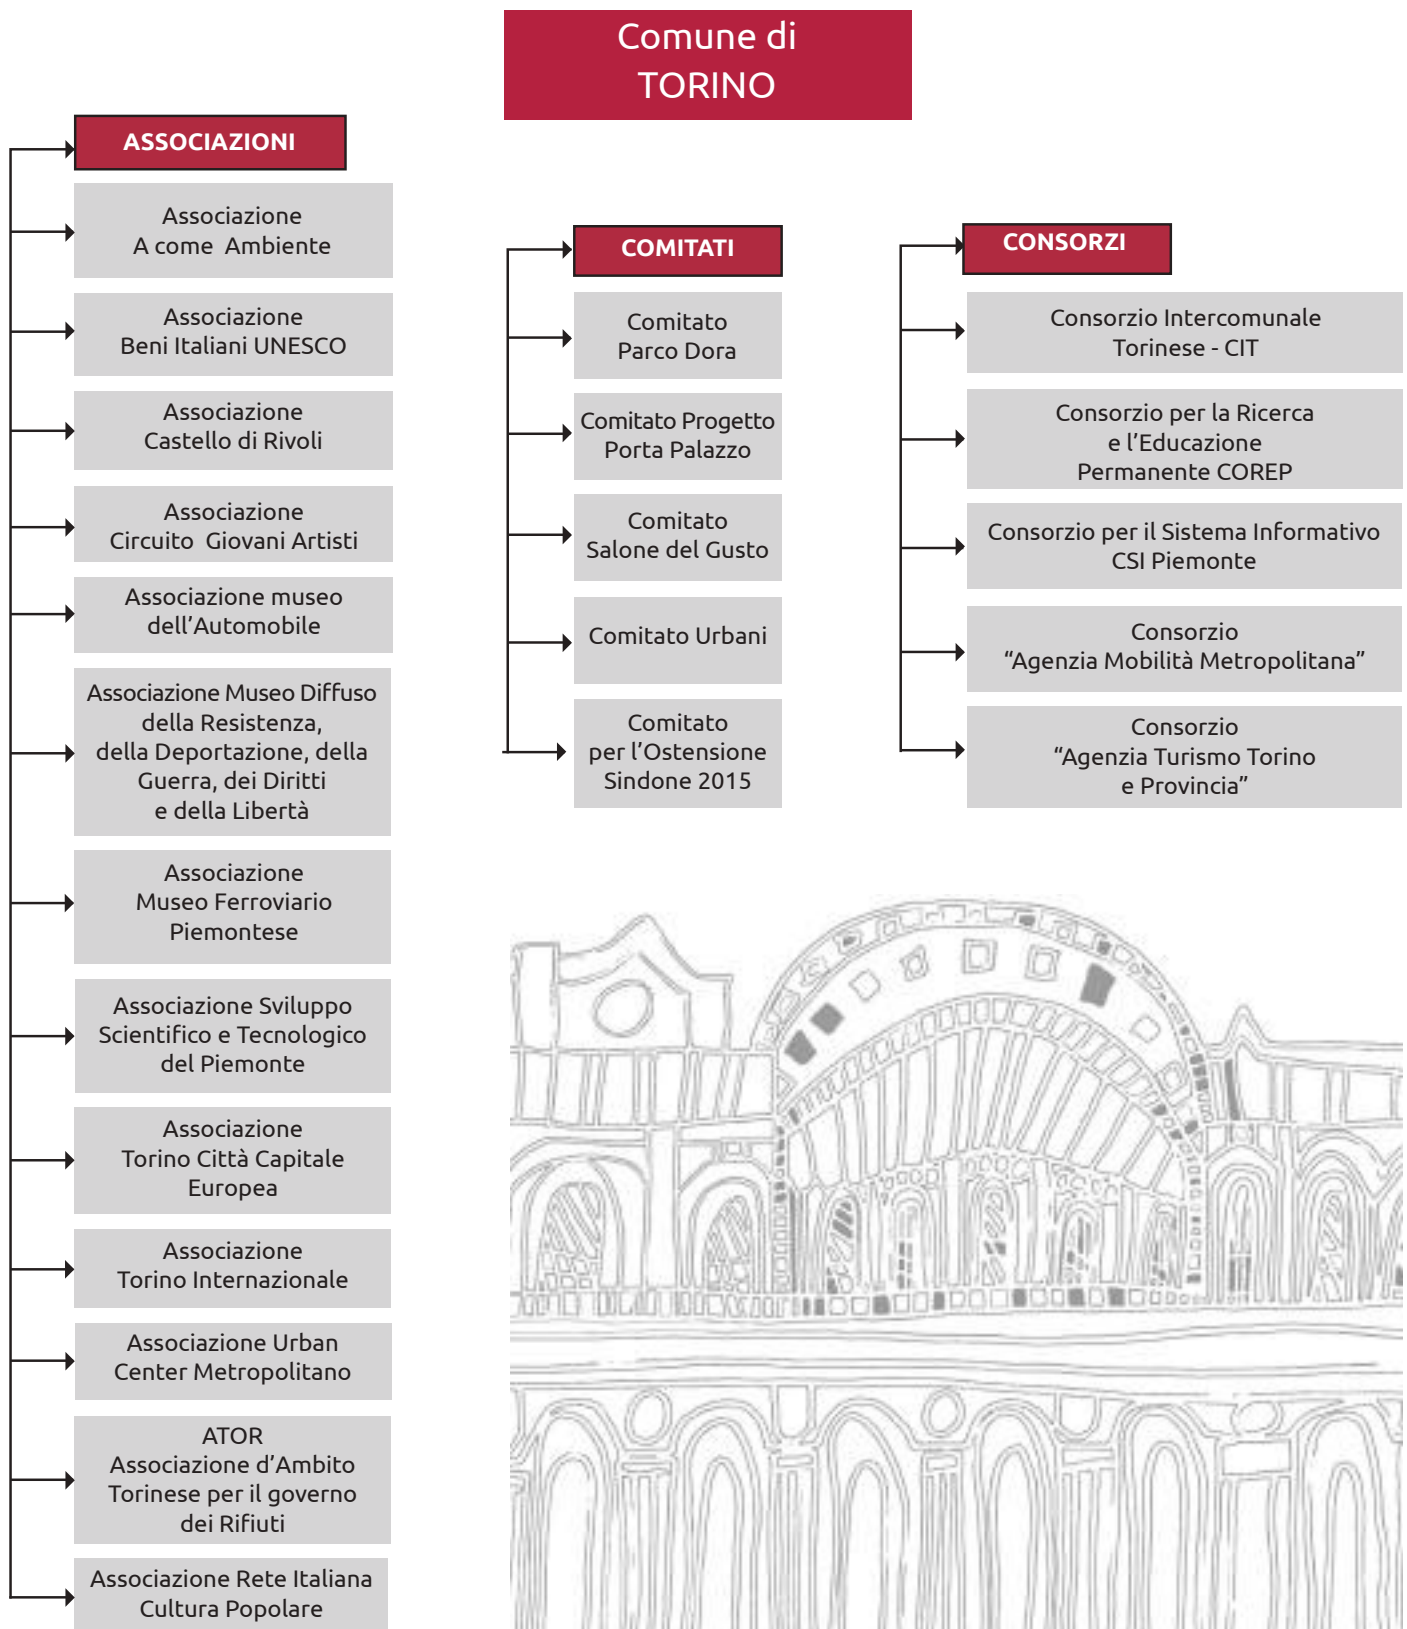 Comune di
TORINO
ASSOCIAZIONI
Associazione
A come Ambiente
Associazione
Beni Italiani UNESCO
Associazione
Castello di Rivoli
Associazione
Circuito Giovani Artisti
Associazione museo
dell’Automobile
Associazione Museo Diffuso
della Resistenza,
della Deportazione, della
Guerra, dei Diritti
e della Libertà
Associazione
Museo Ferroviario
Piemontese
Associazione Sviluppo
Scientifico e Tecnologico
del Piemonte
Associazione
Torino Città Capitale
Europea
Associazione
Torino Internazionale
Associazione Urban
Center Metropolitano
ATOR
Associazione d’Ambito
Torinese per il governo
dei Rifiuti
Associazione Rete Italiana
Cultura Popolare
COMITATI
Comitato
Parco Dora
Comitato Progetto
Porta Palazzo
Comitato
Salone del Gusto
Comitato Urbani
Comitato
per l’Ostensione
Sindone 2015
CONSORZI
Consorzio Intercomunale
Torinese - CIT
Consorzio per la Ricerca
e l’Educazione
Permanente COREP
Consorzio per il Sistema Informativo
CSI Piemonte
Consorzio
“Agenzia Mobilità Metropolitana”
Consorzio
“Agenzia Turismo Torino
e Provincia”